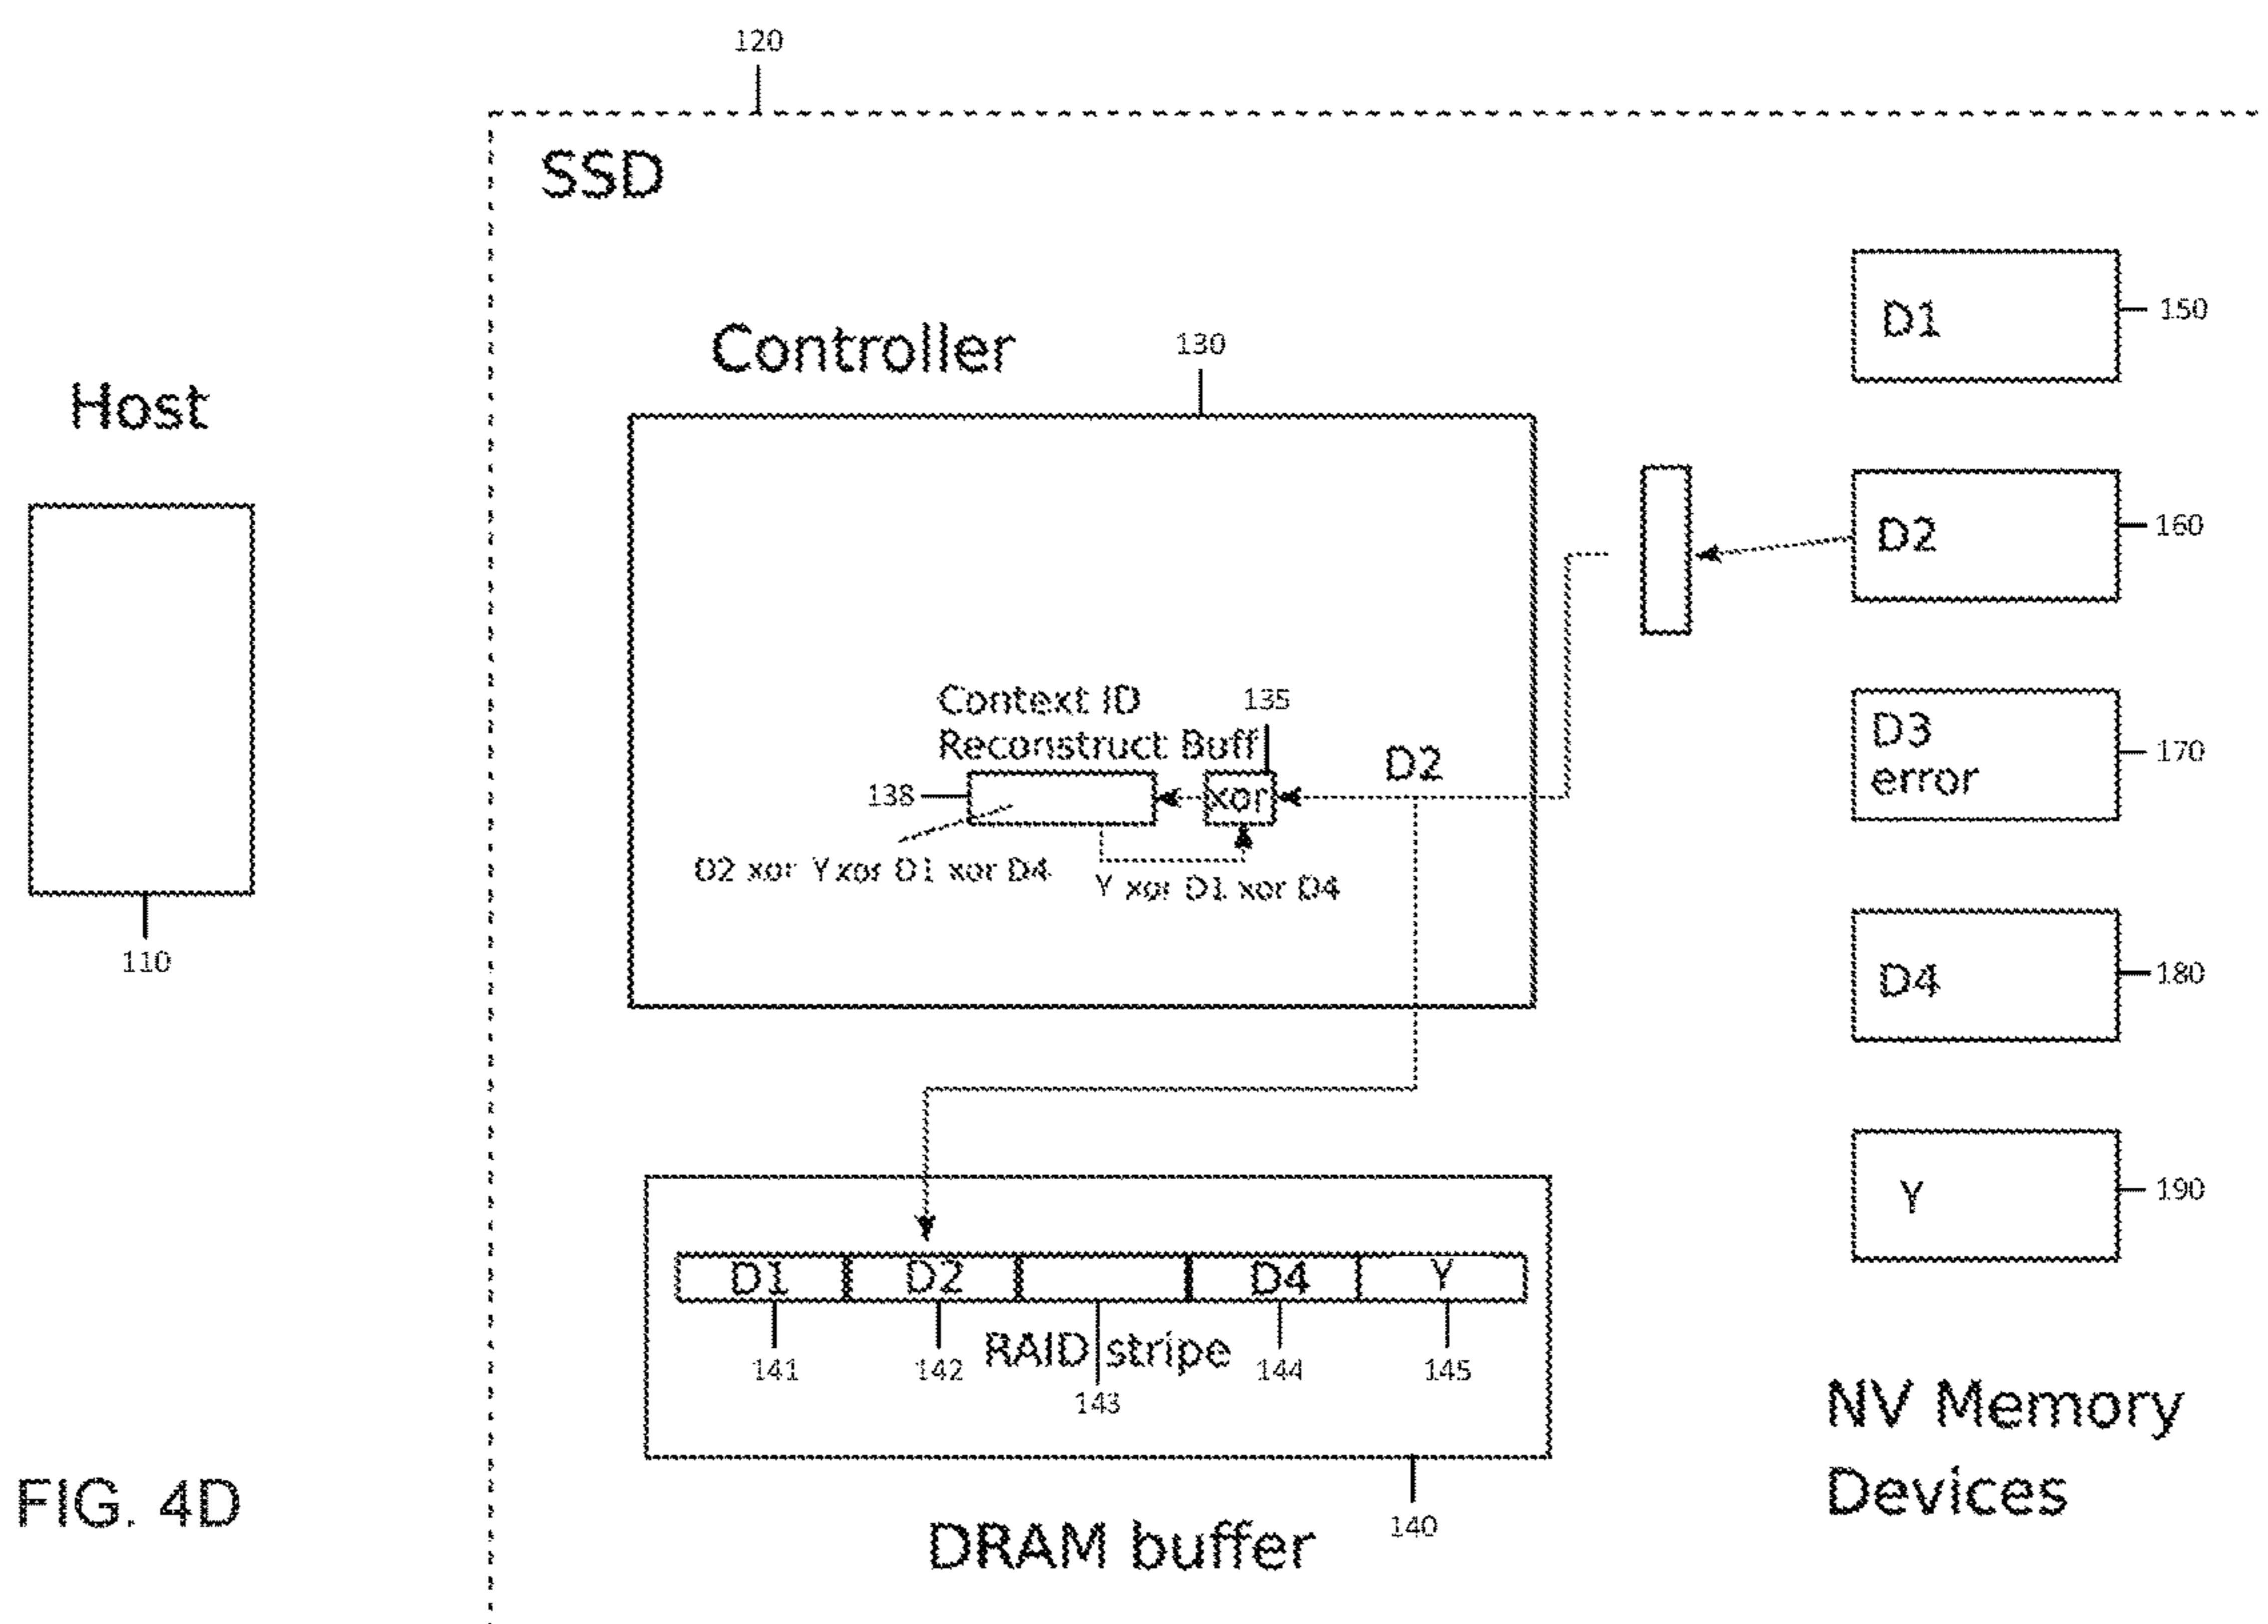 120
SSD
Controller
130
Host
110
D1
150
D2
160
D3
error
170
D4
180
Y
190
Context ID
Reconstruct Buff
135
138
xor
D2
D2 xor Y xor D1 xor D4
Y xor D1 xor D4
D1 D2 D4 Y
RAID stripe
141 142 143 144 145
140
DRAM buffer
NV Memory
Devices
FIG. 4D